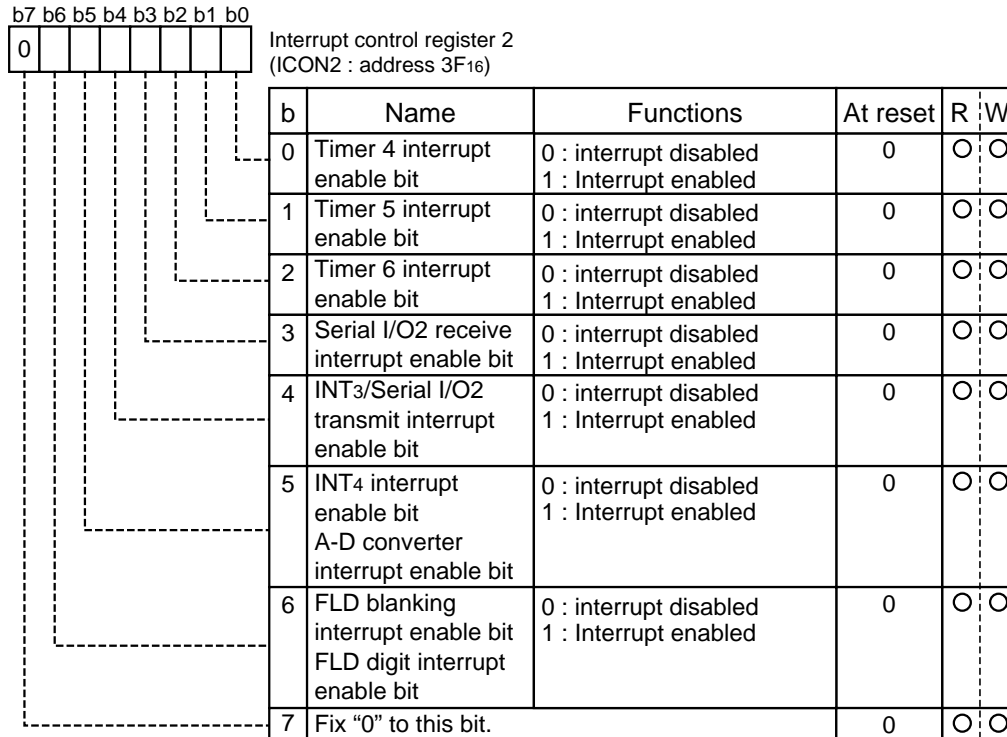 b7 b6 b5 b4 b3 b2 b1 b0
0
Interrupt control register 2
(ICON2 : address 3F16)
b Name Functions At reset R W
0 Timer 4 interrupt enable bit
0 : interrupt disabled
1 : Interrupt enabled
0
1 Timer 5 interrupt enable bit
0 : interrupt disabled
1 : Interrupt enabled
0
2 Timer 6 interrupt enable bit
0 : interrupt disabled
1 : Interrupt enabled
0
3 Serial I/O2 receive interrupt enable bit
0 : interrupt disabled
1 : Interrupt enabled
0
4 INT3/Serial I/O2 transmit interrupt enable bit
0 : interrupt disabled
1 : Interrupt enabled
0
5 INT4 interrupt enable bit
A-D converter interrupt enable bit
0 : interrupt disabled
1 : Interrupt enabled
0
6 FLD blanking interrupt enable bit
FLD digit interrupt enable bit
0 : interrupt disabled
1 : Interrupt enabled
0
7 Fix “0” to this bit.
0